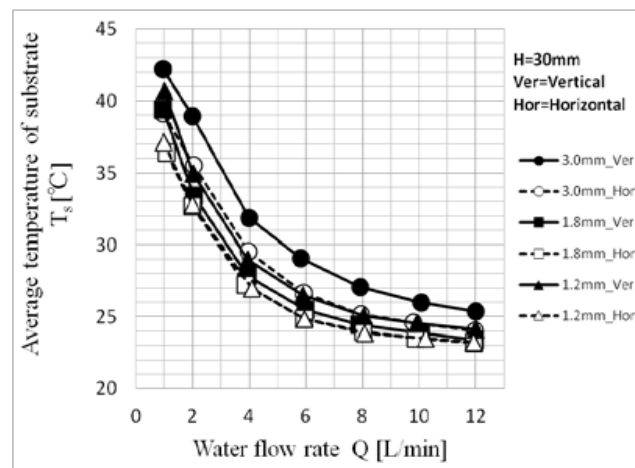 45
40
35
30
25
20
0
2
4
6
8
10
12
Average temperature of substrate
Ts[℃]
Water flow rate Q [L/min]
H=30mm
Ver=Vertical
Hor=Horizontal
3.0mm_Ver
3.0mm_Hor
1.8mm_Ver
1.8mm_Hor
1.2mm_Ver
1.2mm_Hor